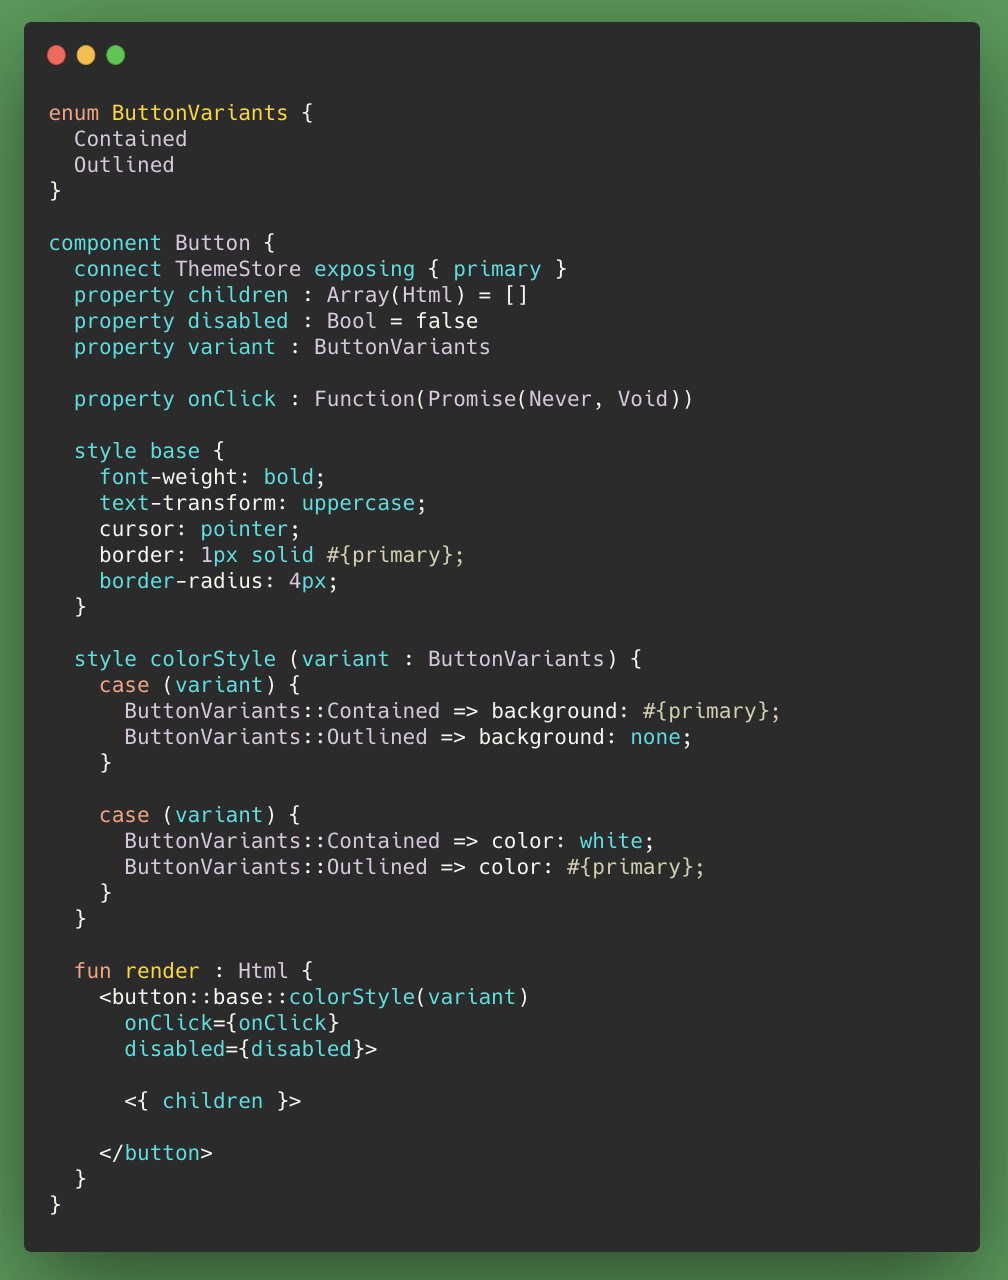 enum ButtonVariants {
  Contained
  Outlined
}

component Button {
  connect ThemeStore exposing { primary }
  property children : Array(Html) = []
  property disabled : Bool = false
  property variant : ButtonVariants

  property onClick : Function(Promise(Never, Void))

  style base {
    font-weight: bold;
    text-transform: uppercase;
    cursor: pointer;
    border: 1px solid #{primary};
    border-radius: 4px;
  }

  style colorStyle (variant : ButtonVariants) {
    case (variant) {
      ButtonVariants::Contained => background: #{primary};
      ButtonVariants::Outlined => background: none;
    }

    case (variant) {
      ButtonVariants::Contained => color: white;
      ButtonVariants::Outlined => color: #{primary};
    }
  }

  fun render : Html {
    <button::base::colorStyle(variant)
      onClick={onClick}
      disabled={disabled}>

      <{ children }>

    </button>
  }
}